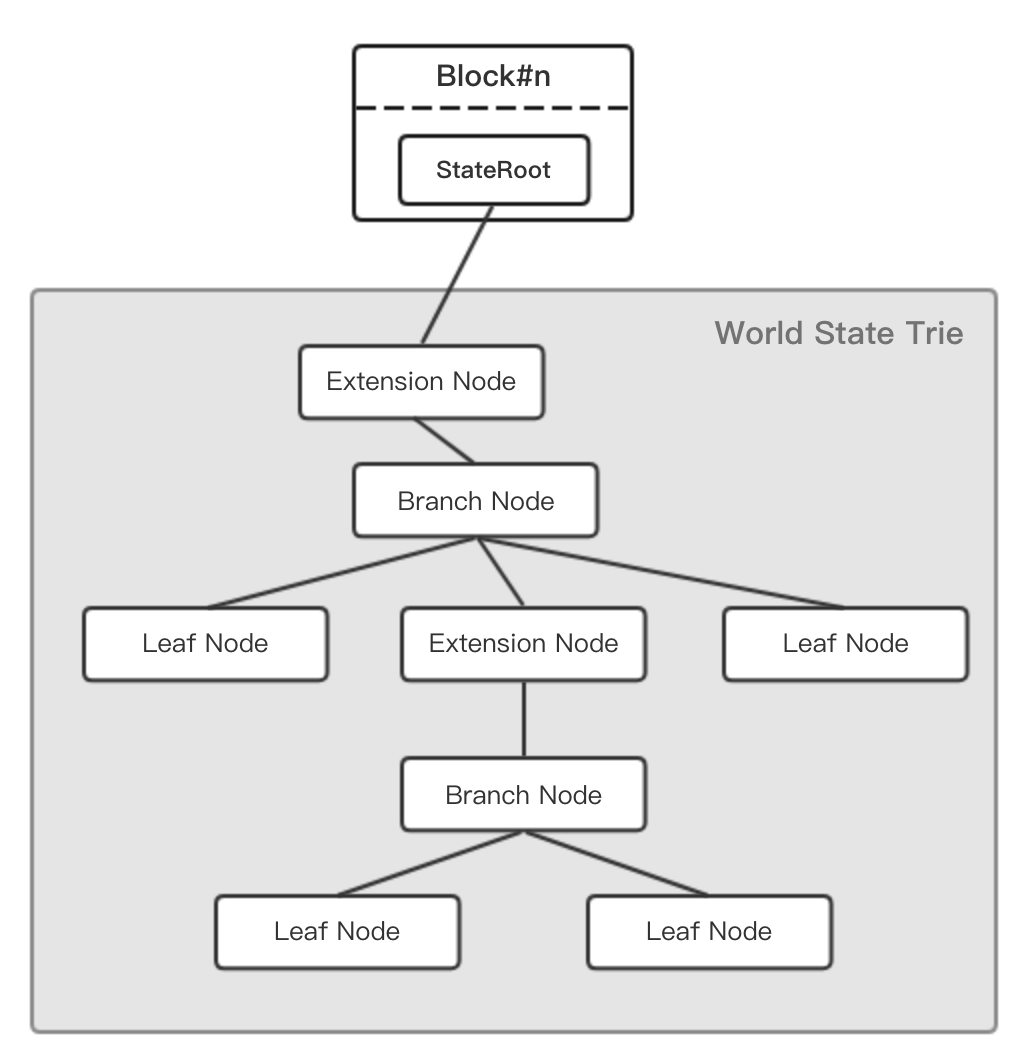 Block#n
StateRoot
World State Trie
Extension Node
Branch Node
Leaf Node
Extension Node
Leaf Node
Branch Node
Leaf Node
Leaf Node